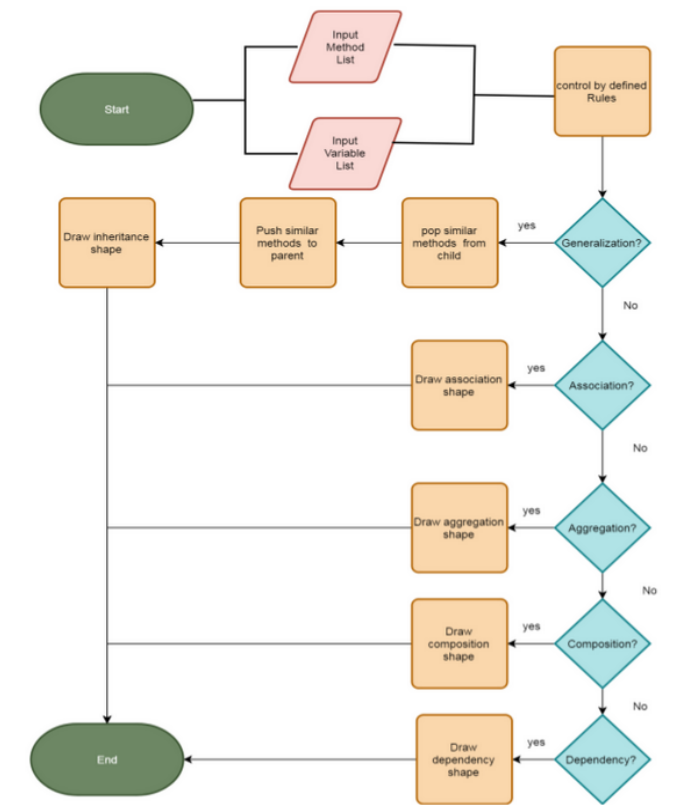 Input
Method
List
Start
control by defined
Rules
Input
Variable
List
Draw inheritance
shape
Push similar
methods to
parent
pop similar
methods from
child
yes
Generalization?
No
Draw association
shape
yes
Association?
No
Draw aggregation
shape
yes
Aggregation?
No
Draw
composition
shape
yes
Composition?
No
End
Draw
dependency
shape
yes
Dependency?